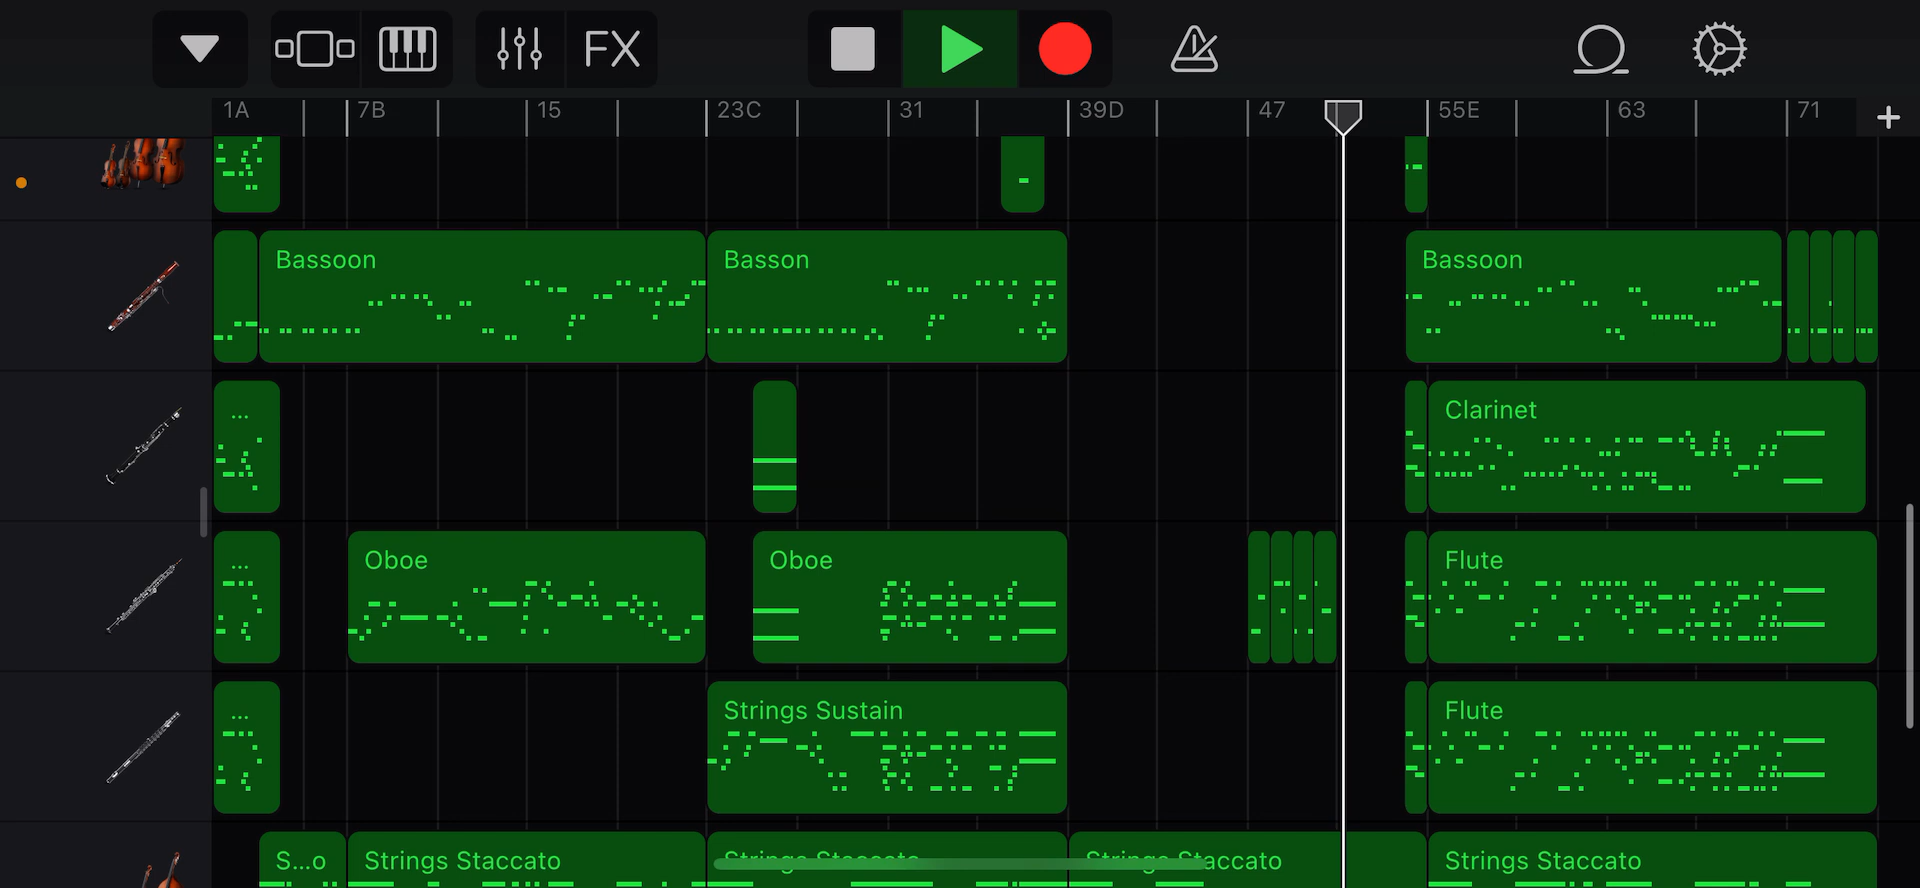 FX
1A 7B 15 23C 31 39D 47 55E 63 71 +
Bassoon Basson Bassoon
... Clarinet
... Oboe Oboe Flute
... Strings Sustain Flute
S...o Strings Staccato Strings Staccato Strings Staccato Strings Staccato